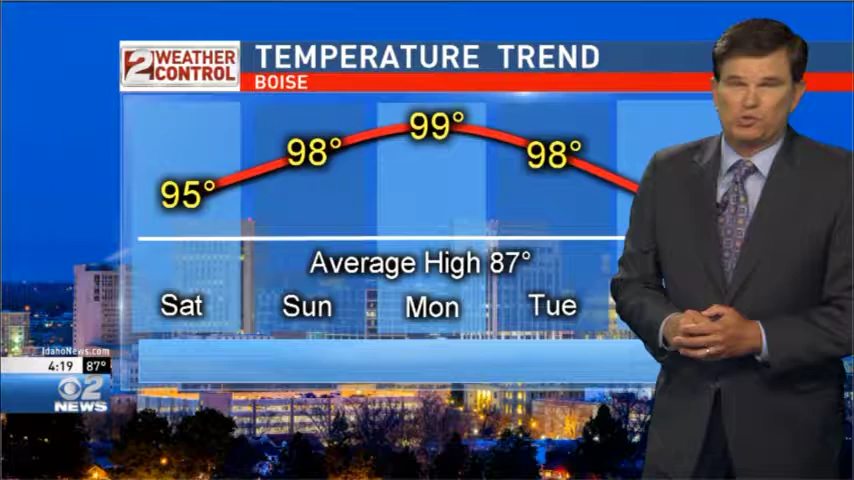 2 WEATHER
CONTROL
TEMPERATURE TREND
BOISE
95° 98° 99° 98°
Average High 87°
Sat Sun Mon Tue
IdahoNews.com
4:19 87°
2
NEWS